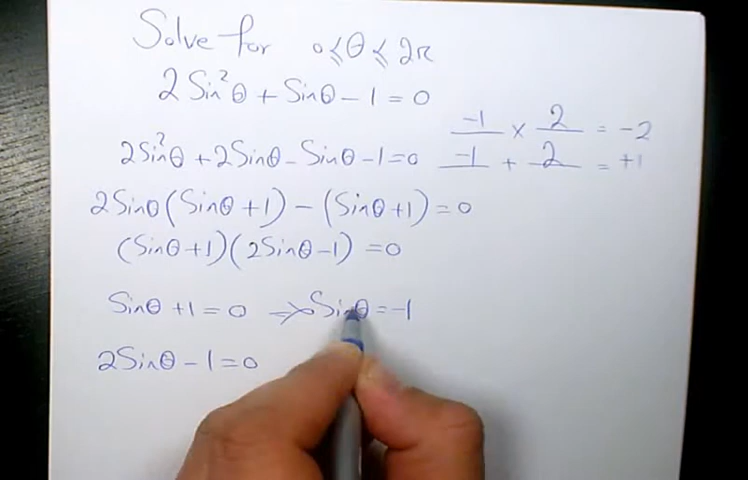 Solve for 0≤θ≤2π
2Sin²θ + Sinθ - 1 = 0
-1 × 2 = -2
2Sin²θ + 2Sinθ - Sinθ - 1 = 0
-1 + 2 = +1
2Sinθ(Sinθ + 1) - (Sinθ + 1) = 0
(Sinθ + 1)(2Sinθ - 1) = 0
Sinθ + 1 = 0 ⇒ Sinθ = -1
2Sinθ - 1 = 0